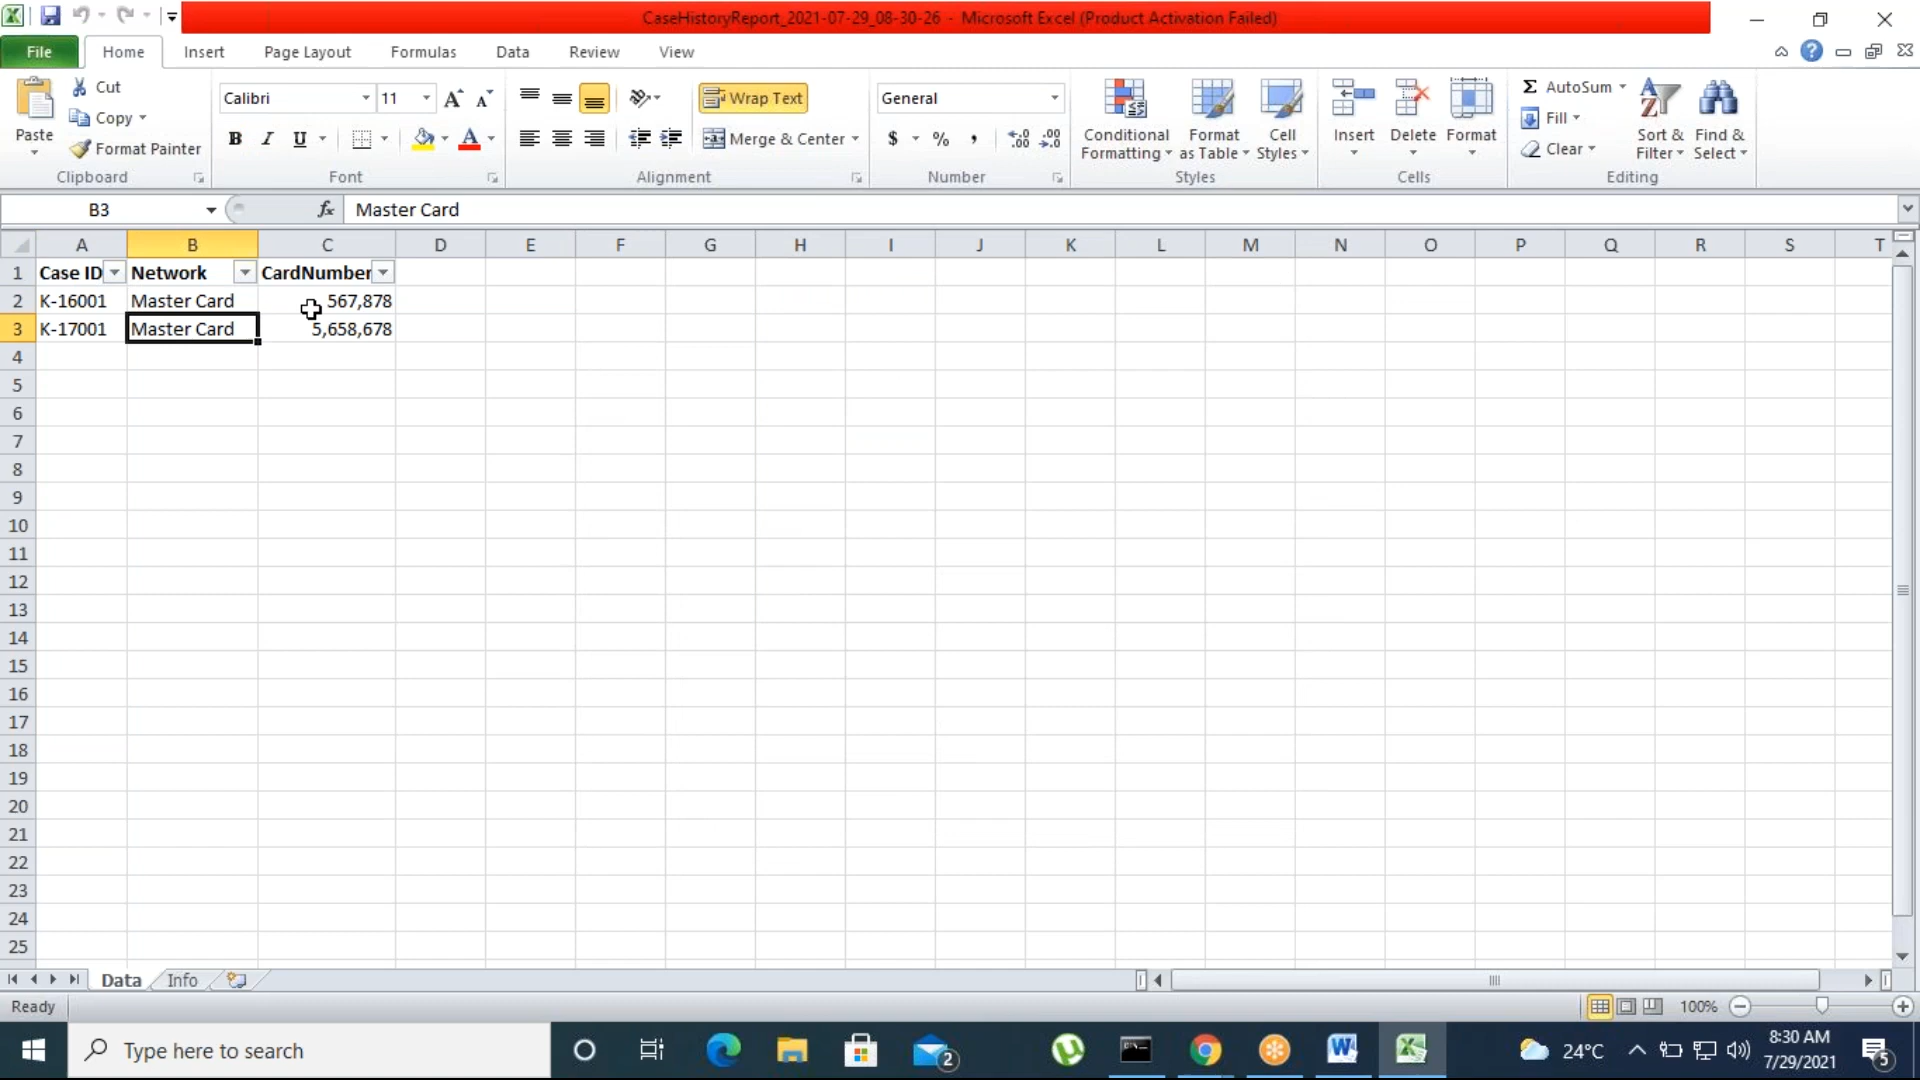 CaseHistoryReport_2021-07-29_08-30-26 - Microsoft Excel (Product Activation Failed)
File Home Insert Page Layout Formulas Data Review View
Paste
Cut
Copy
Format Painter
Clipboard
Calibri 11
B I U A
Font
Wrap Text
Merge & Center
Alignment
General
$ % ,
Number
Conditional Formatting
Format as Table
Cell Styles
Styles
Insert Delete Format
Cells
Σ AutoSum
Fill
Clear
Sort & Filter
Find & Select
Editing
B3 fx Master Card
A B C D E F G H I J K L M N O P Q R S T
1 Case ID Network CardNumber
2 K-16001 Master Card 567,878
3 K-17001 Master Card 5,658,678
4
5
6
7
8
9
10
11
12
13
14
15
16
17
18
19
20
21
22
23
24
25
Data Info
Ready 100%
Type here to search 2 24°C 8:30 AM
7/29/2021
5